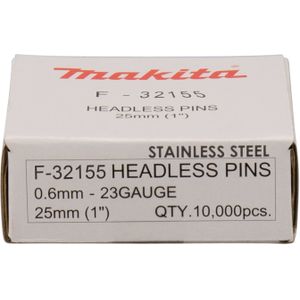 makita
F - 32155
HEADLESS PINS
25mm (1")
STAINLESS STEEL
F-32155 HEADLESS PINS
0.6mm - 23GAUGE
25mm (1") QTY.10,000pcs.